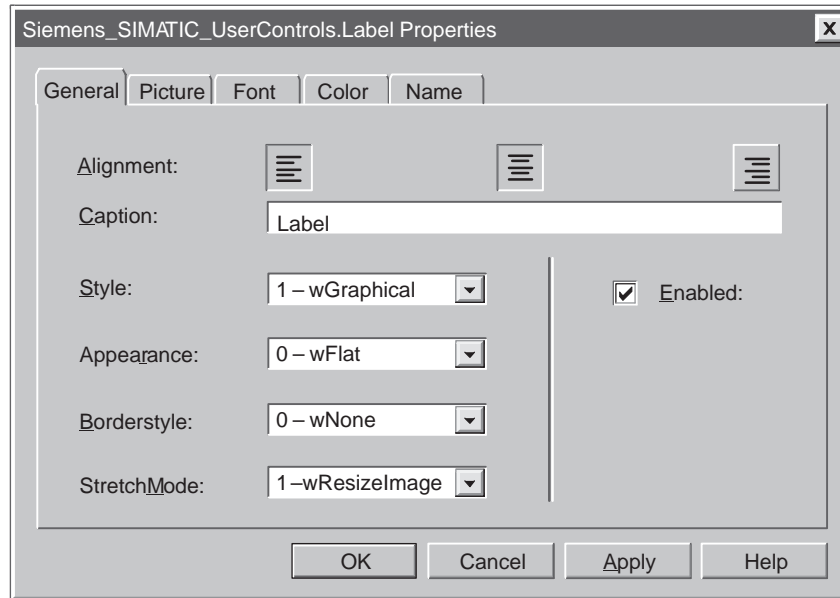 Siemens_SIMATIC_UserControls.Label Properties
X
General Picture Font Color Name
Alignment:
Caption: Label
Style: 1 – wGraphical
Enabled:
Appearance: 0 – wFlat
Borderstyle: 0 – wNone
StretchMode: 1–wResizeImage
OK Cancel Apply Help